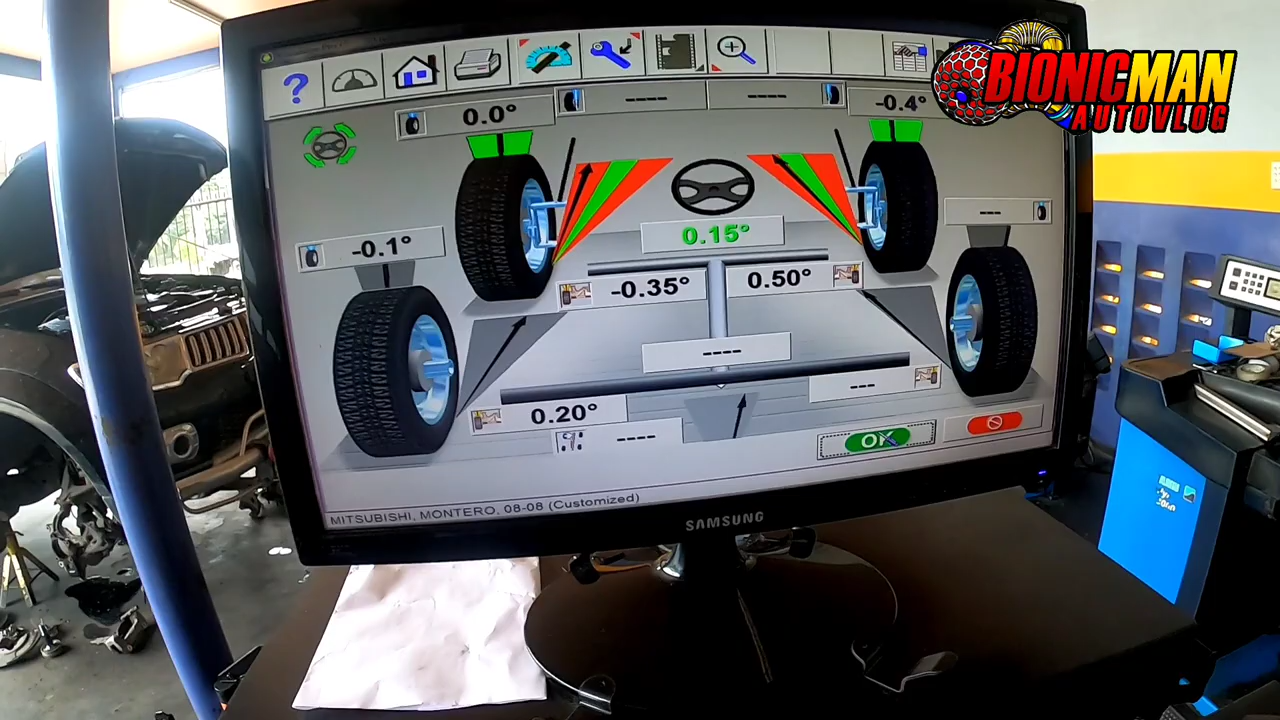 BIONICMAN
AUTOVLOG
?
0.0°
----
----
-0.4°
-0.1°
---
0.15°
-0.35°
0.50°
----
---
0.20°
----
OK
MITSUBISHI, MONTERO, 08-08 (Customized)
SAMSUNG